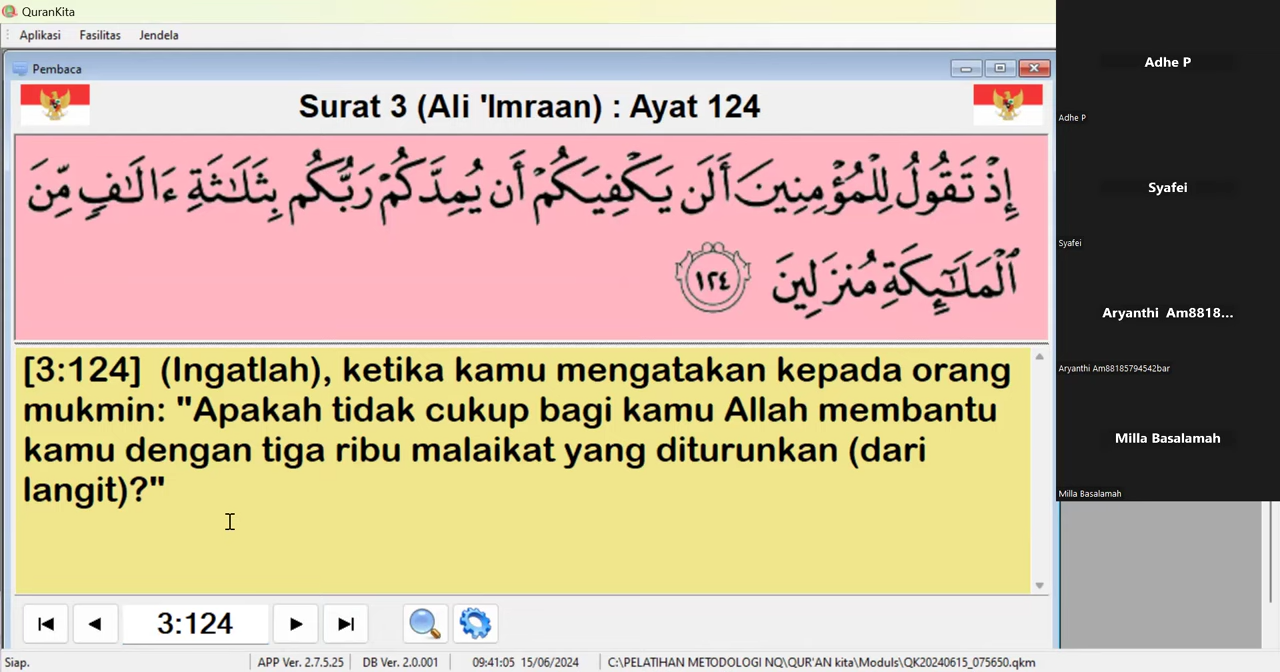 QuranKita
Aplikasi Fasilitas Jendela
Pembaca
Surat 3 (Ali 'Imraan) : Ayat 124
إِذْ تَقُولُ لِلْمُؤْمِنِينَ أَلَن يَكْفِيَكُمْ أَن يُمِدَّكُمْ رَبُّكُم بِثَلَـٰثَةِ ءَالَـٰفٍ مِّنَ
ٱلْمَلَـٰٓئِكَةِ مُنزَلِينَ ١٢٤
[3:124] (Ingatlah), ketika kamu mengatakan kepada orang
mukmin: "Apakah tidak cukup bagi kamu Allah membantu
kamu dengan tiga ribu malaikat yang diturunkan (dari
langit)?"
3:124
Siap. APP Ver. 2.7.5.25 DB Ver. 2.0.001 09:41:05 15/06/2024 C:\PELATIHAN METODOLOGI NQ\QUR'AN kita\Moduls\QK20240615_075650.qkm
Adhe P
Adhe P
Syafei
Syafei
Aryanthi Am8818...
Aryanthi Am88185794542bar
Milla Basalamah
Milla Basalamah